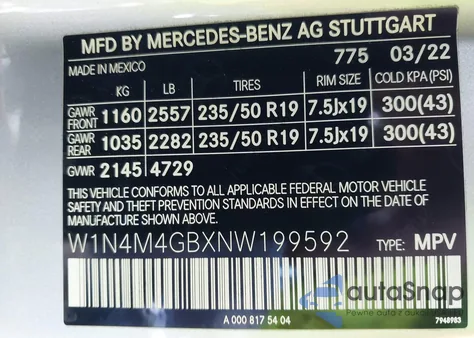 MFD BY MERCEDES-BENZ AG STUTTGART
MADE IN MEXICO 775 03/22
KG LB TIRES RIM SIZE COLD KPA(PSI)
GAWR FRONT 1160 2557 235/50 R19 7.5Jx19 300(43)
GAWR REAR 1035 2282 235/50 R19 7.5Jx19 300(43)
GVWR 2145 4729
THIS VEHICLE CONFORMS TO ALL APPLICABLE FEDERAL MOTOR VEHICLE
SAFETY AND THEFT PREVENTION STANDARDS IN EFFECT ON THE DATE OF
MANUFACTURE SHOWN ABOVE.
W1N4M4GBXNW199592 TYPE: MPV
A 000 817 54 04 7948983
autoSnap
Pewne auta z aukcji